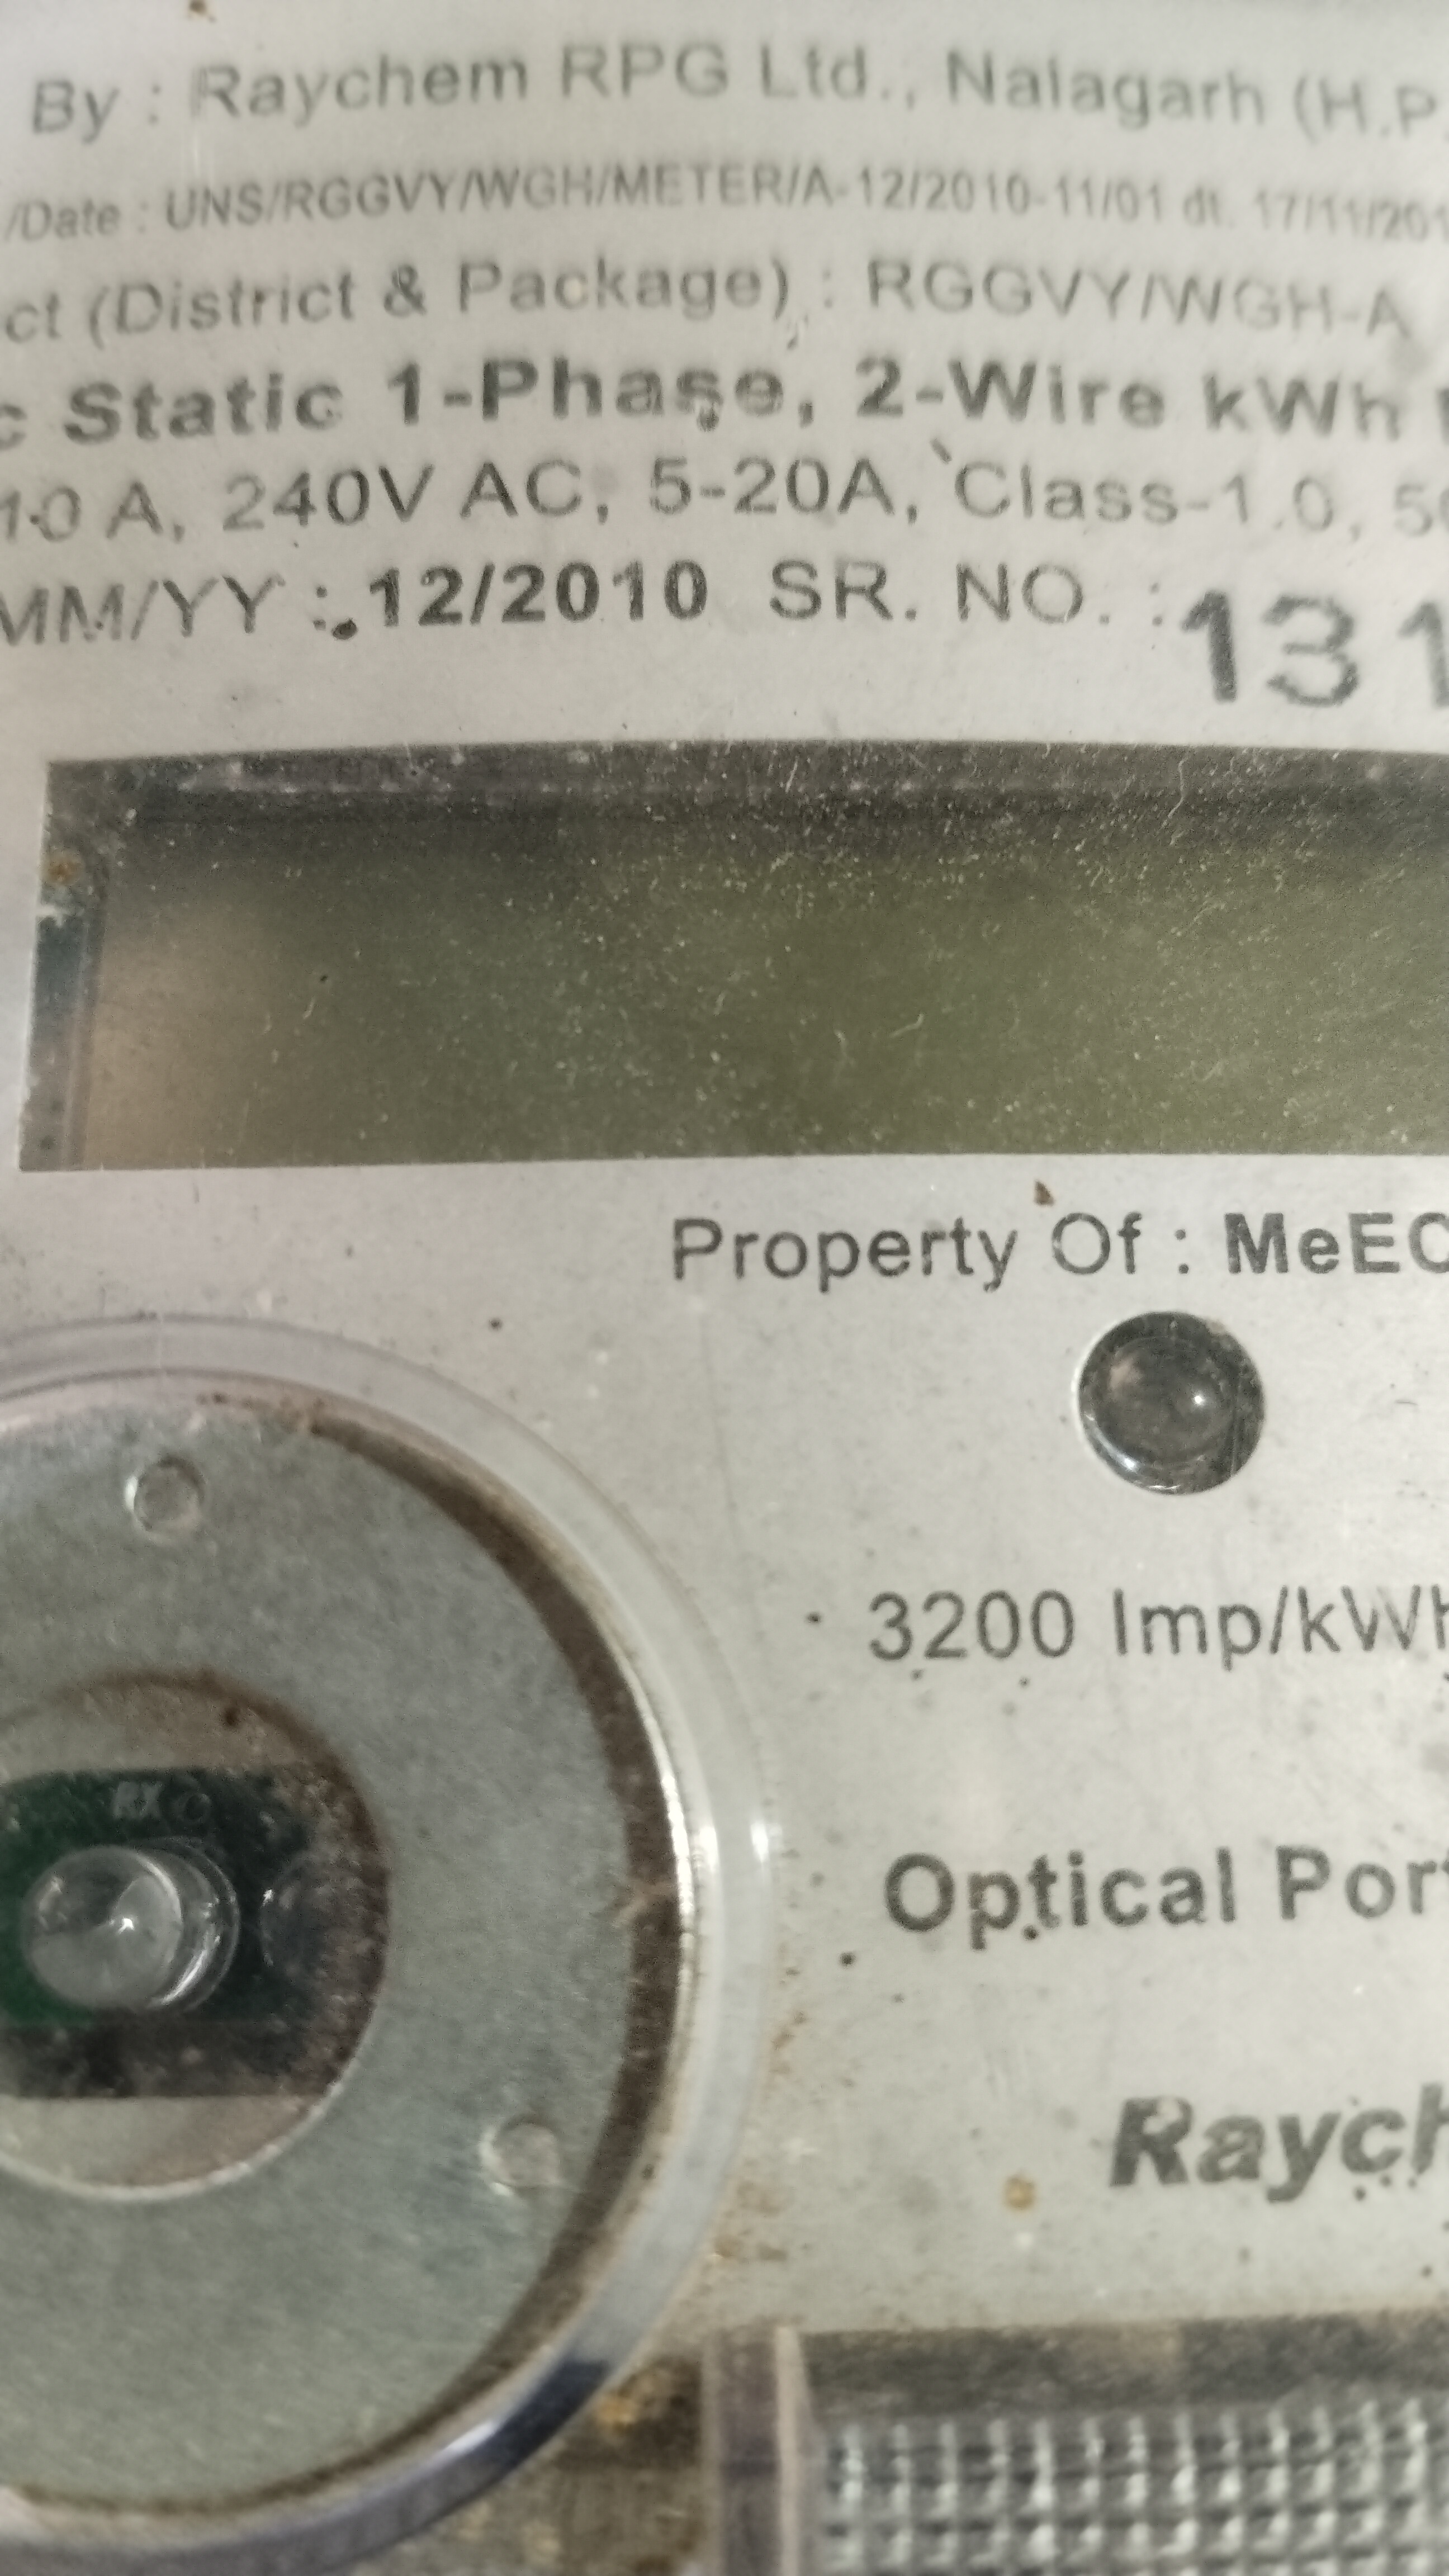 By : Raychem RPG Ltd., Nalagarh (H.P
/Date : UNS/RGGVY/WGH/METER/A-12/2010-11/01 dt. 17/11/201
ct (District & Package) : RGGVY/WGH-A
c Static 1-Phase, 2-Wire kWh
10 A, 240V AC, 5-20A, Class-1.0, 50
MM/YY : 12/2010 SR. NO. : 131
Property Of : MeEC
3200 Imp/kWh
RX
Optical Port
Raych